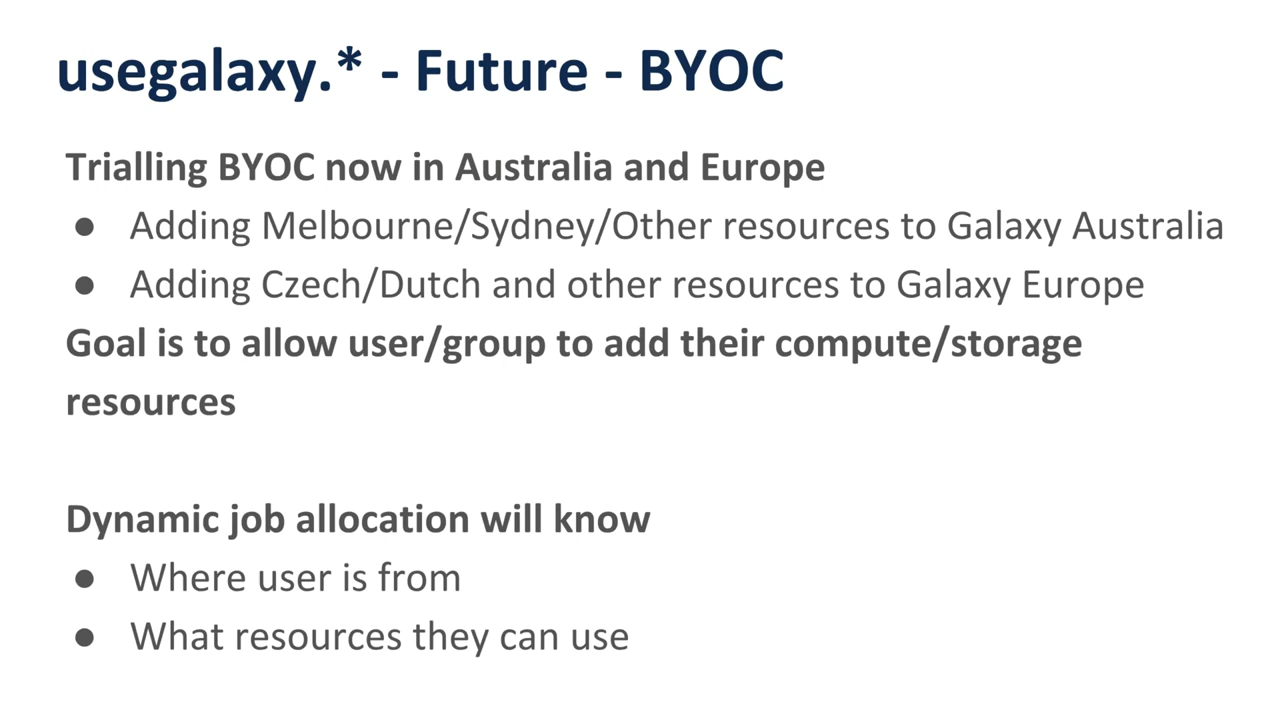 usegalaxy.* - Future - BYOC
Trialling BYOC now in Australia and Europe
● Adding Melbourne/Sydney/Other resources to Galaxy Australia
● Adding Czech/Dutch and other resources to Galaxy Europe
Goal is to allow user/group to add their compute/storage
resources
Dynamic job allocation will know
● Where user is from
● What resources they can use